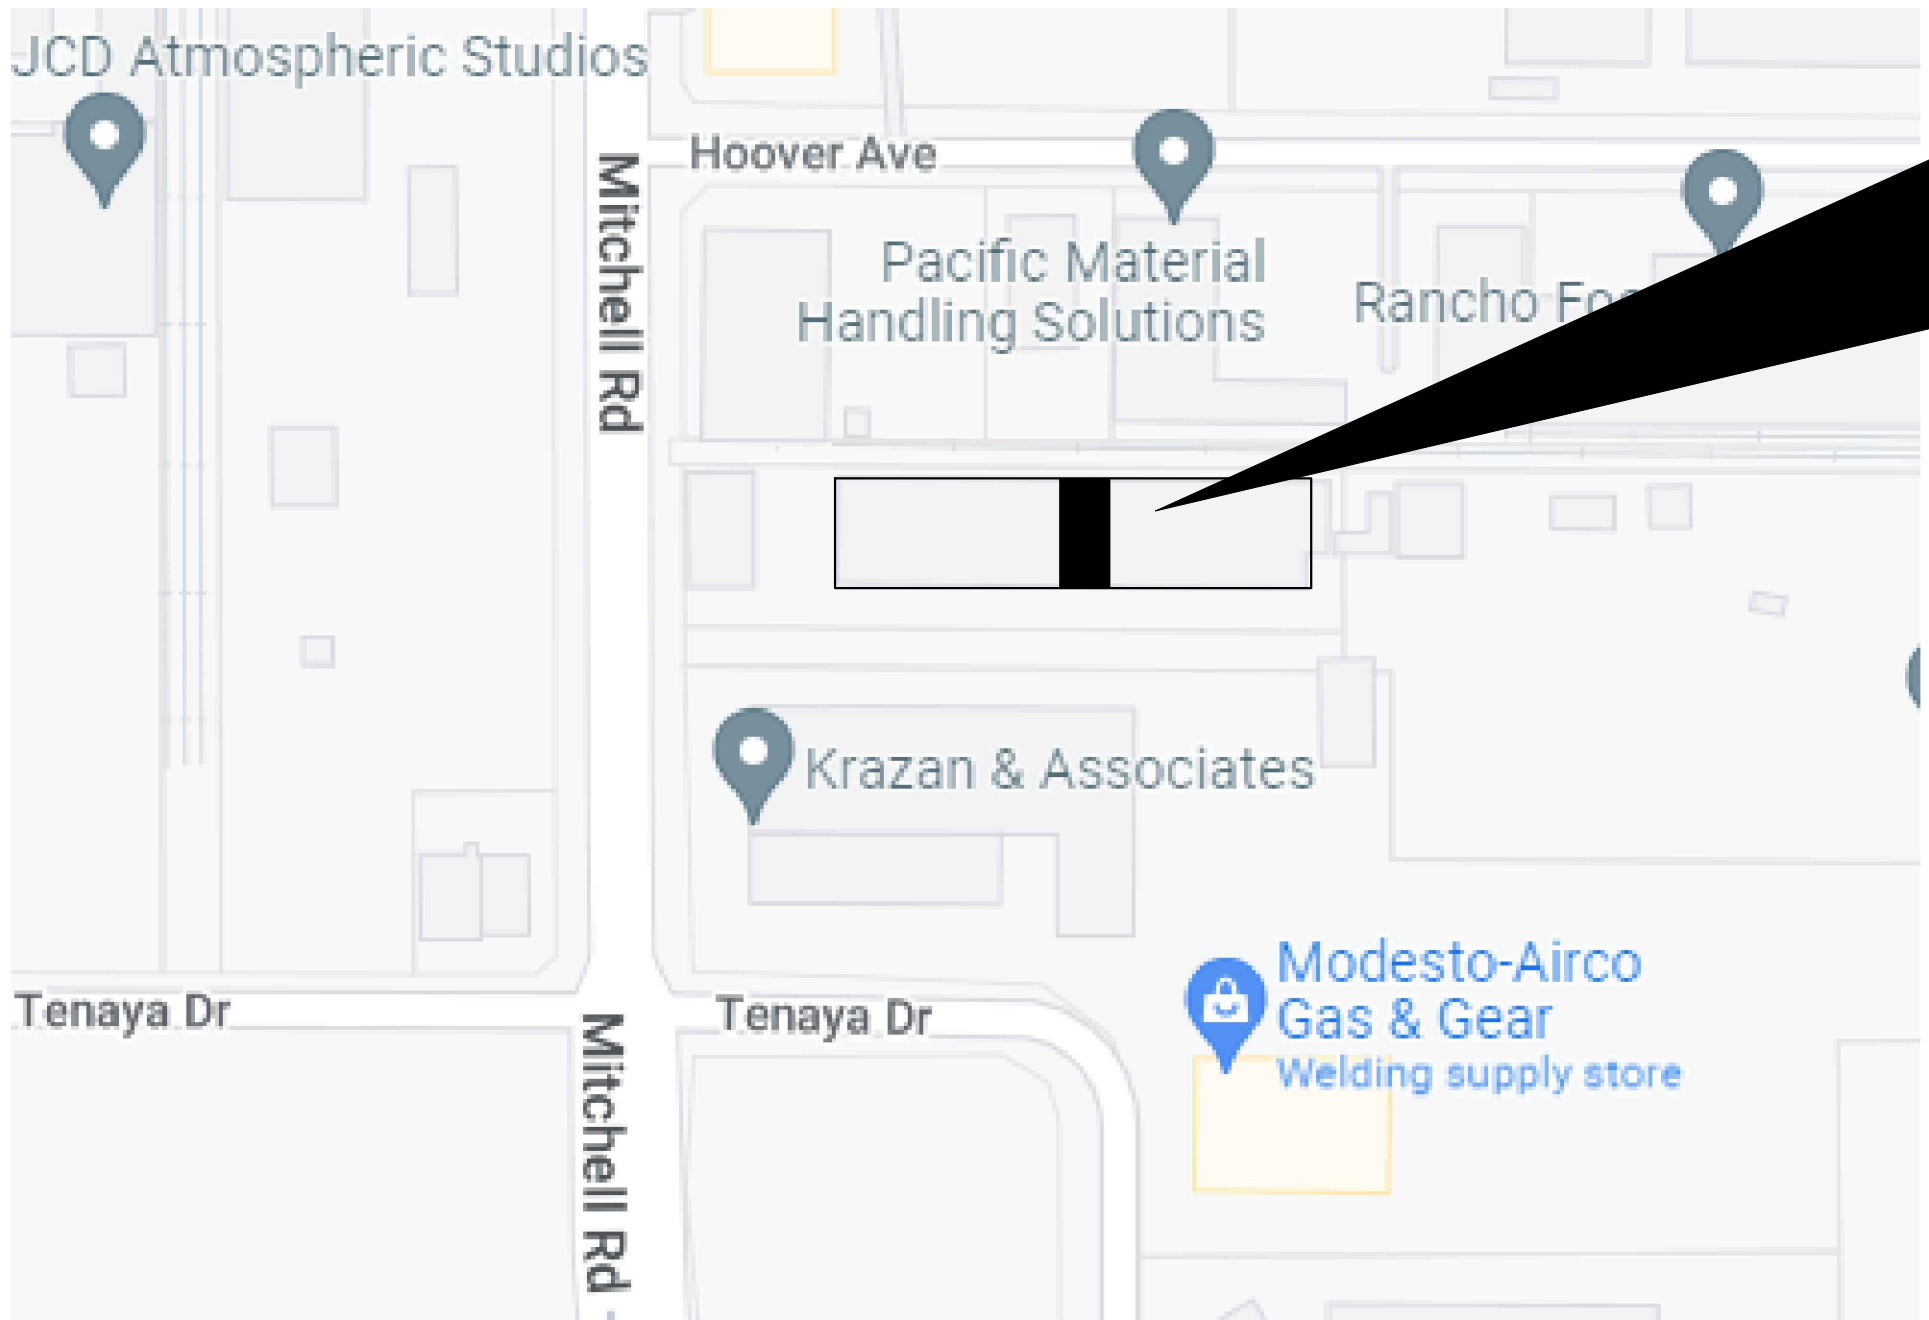 JCD Atmospheric Studios
Hoover Ave
Mitchell Rd
Pacific Material
Handling Solutions
Rancho
Krazan & Associates
Modesto-Airco
Gas & Gear
Welding supply store
Tenaya Dr
Tenaya Dr
Mitchell Rd